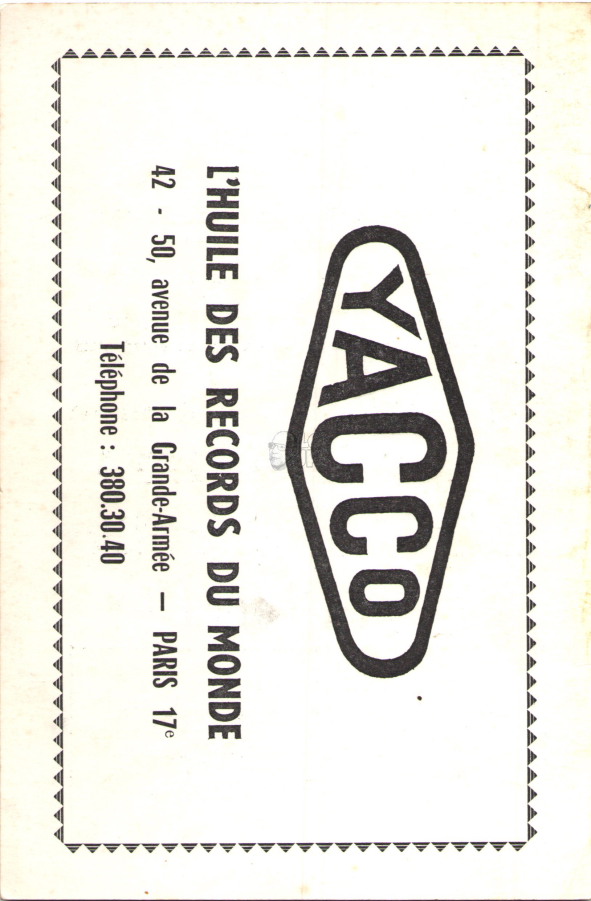 YACCO
L'HUILE DES RECORDS DU MONDE
42 - 50, avenue de la Grande-Armée — PARIS 17e
Téléphone : 380.30.40